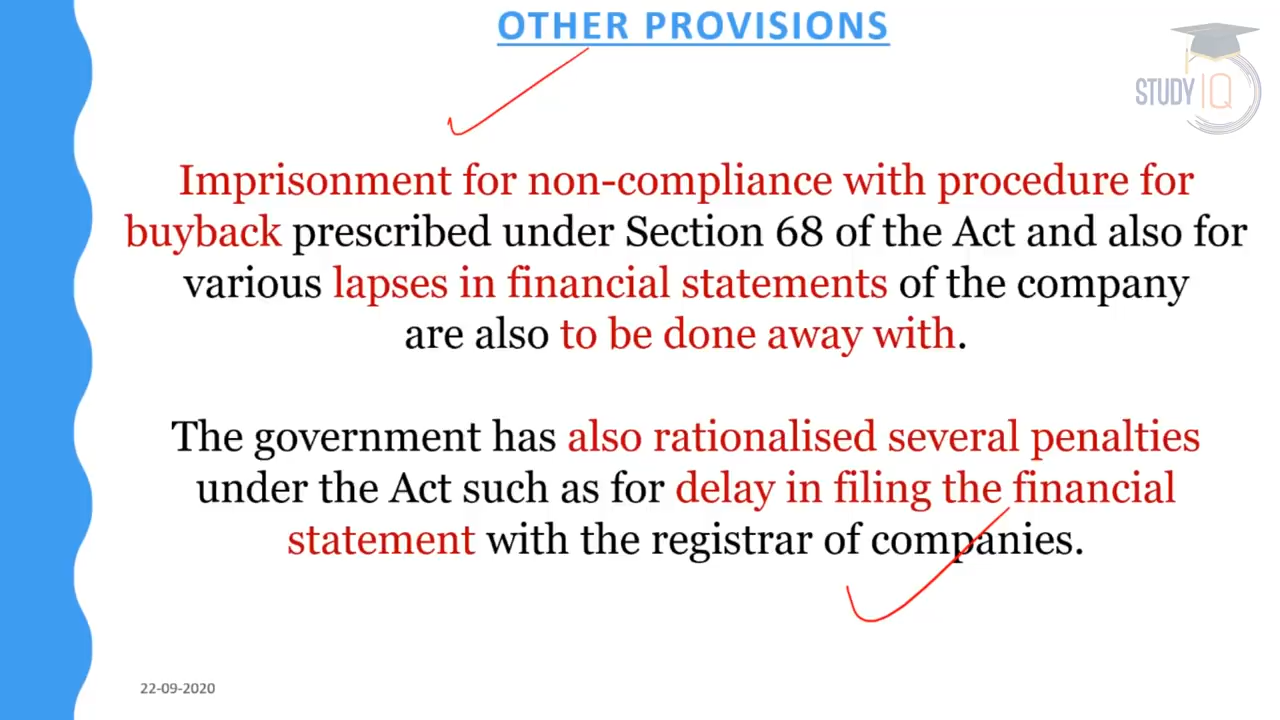 OTHER PROVISIONS
STUDY IQ
Imprisonment for non-compliance with procedure for
buyback prescribed under Section 68 of the Act and also for
various lapses in financial statements of the company
are also to be done away with.
The government has also rationalised several penalties
under the Act such as for delay in filing the financial
statement with the registrar of companies.
22-09-2020